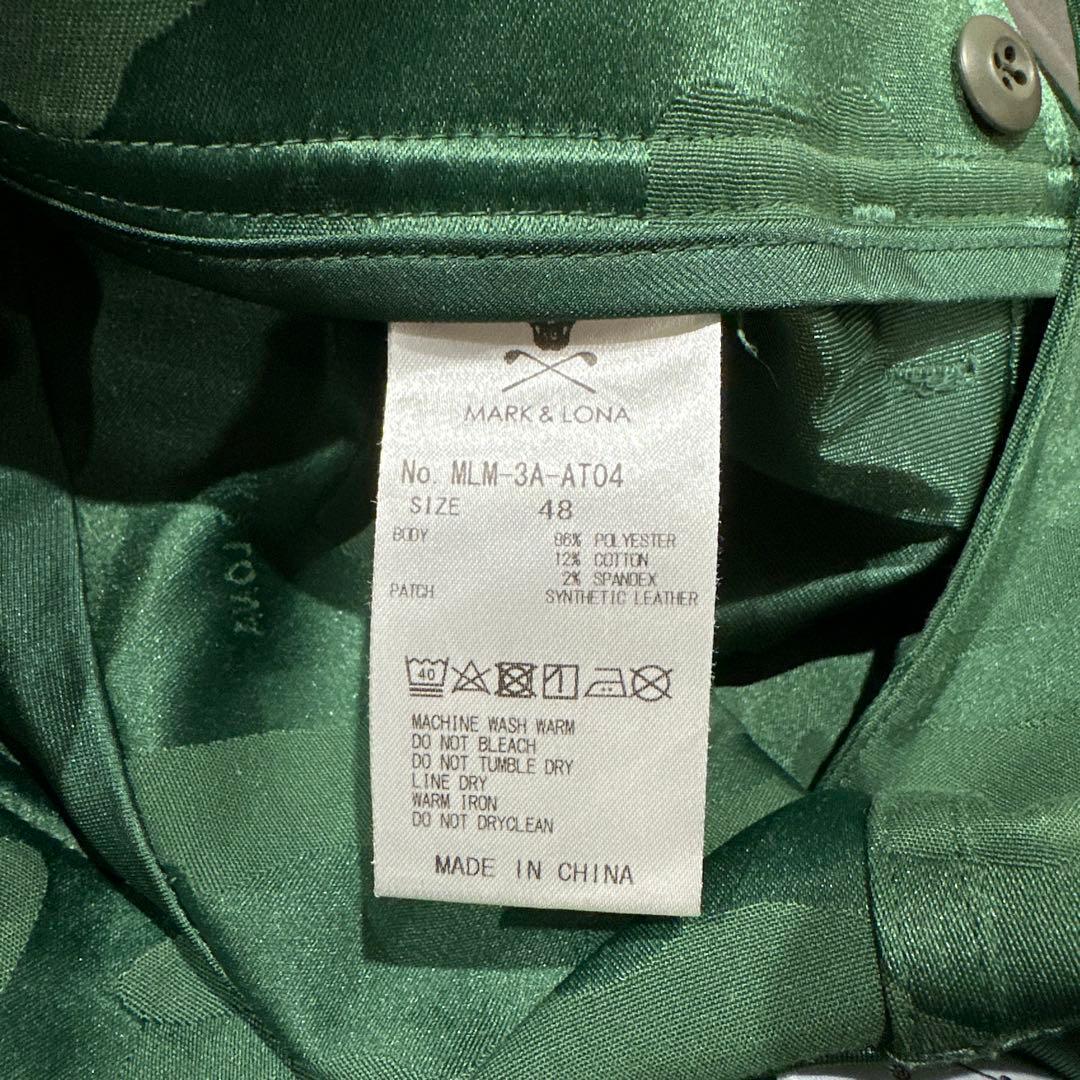 MARK & LONA
No. MLM-3A-AT04
SIZE 48
BODY 86% POLYESTER
12% COTTON
2% SPANDEX
PATCH SYNTHETIC LEATHER
40
MACHINE WASH WARM
DO NOT BLEACH
DO NOT TUMBLE DRY
LINE DRY
WARM IRON
DO NOT DRYCLEAN
MADE IN CHINA